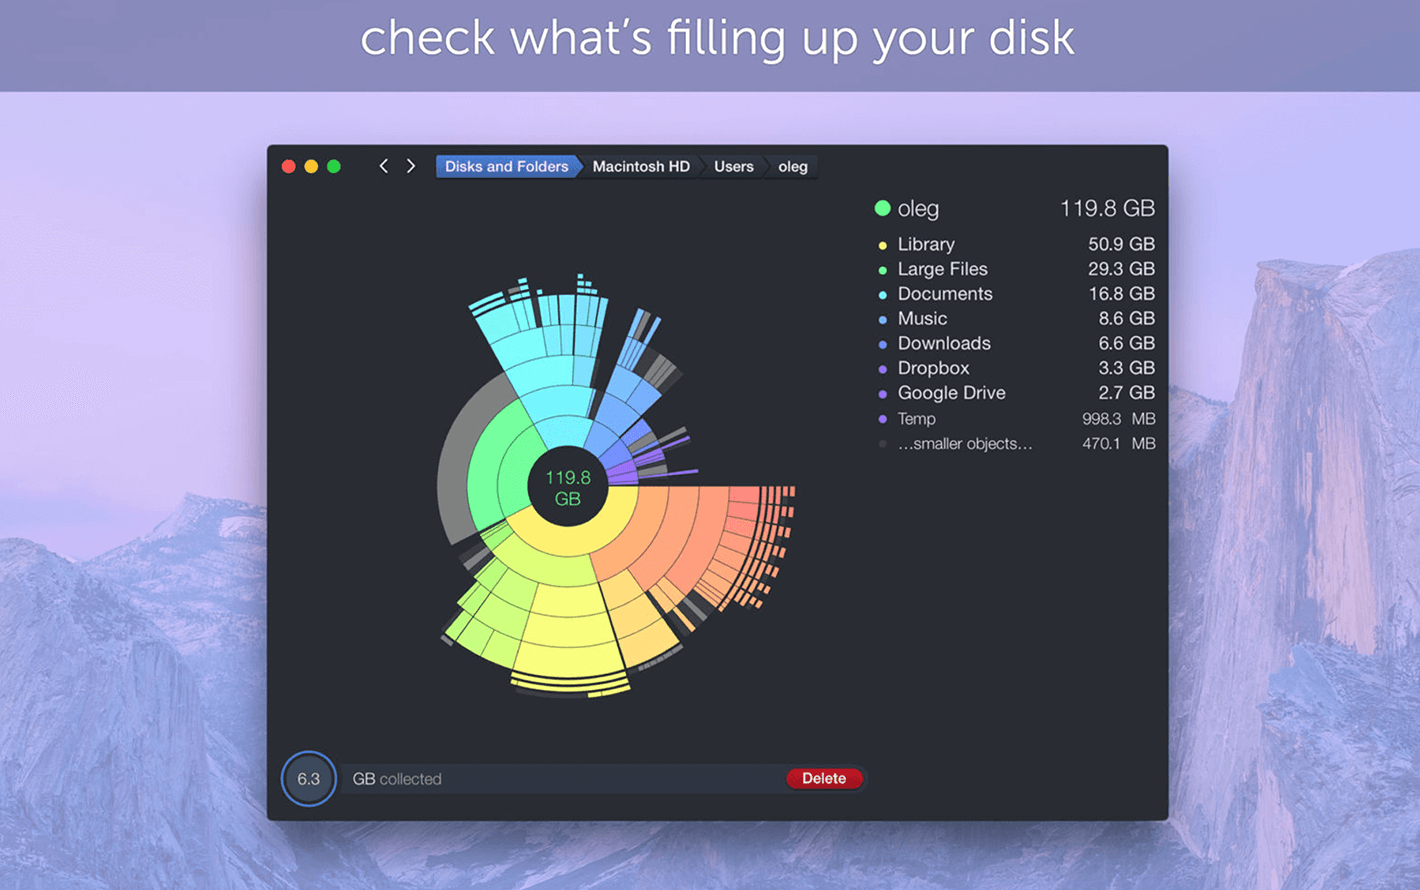 check what’s filling up your disk
Disks and Folders Macintosh HD Users oleg
oleg 119.8 GB
Library 50.9 GB
Large Files 29.3 GB
Documents 16.8 GB
Music 8.6 GB
Downloads 6.6 GB
Dropbox 3.3 GB
Google Drive 2.7 GB
Temp 998.3 MB
...smaller objects... 470.1 MB
119.8
GB
6.3 GB collected Delete